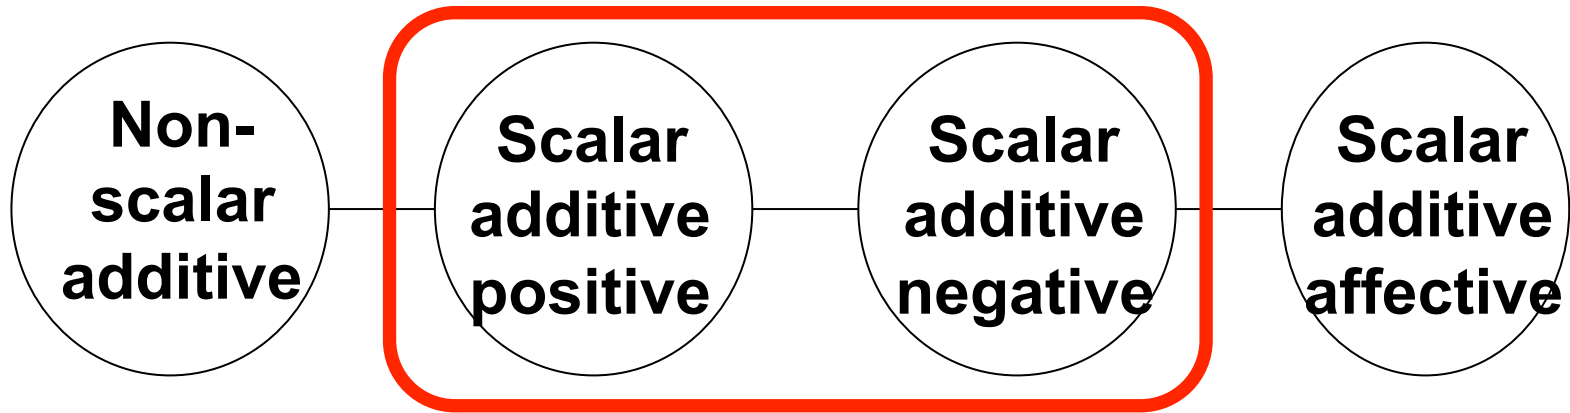 Non-
scalar
additive
Scalar
additive
positive
Scalar
additive
negative
Scalar
additive
affective